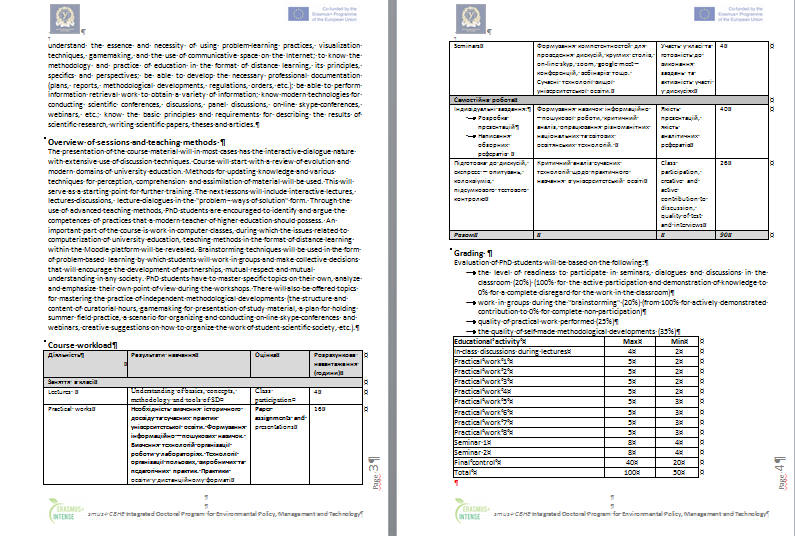 Co-funded by the
Erasmus+ Programme
of the European Union
understand the essence and necessity of using problem-learning practices, visualization
techniques, gamemaking, and the use of communicative space on the Internet; to know the
methodology and practice of education in the format of distance learning, its principles,
specifics and perspectives; be able to develop the necessary professional documentation
(plans, reports, methodological developments, regulations, orders, etc.); be able to perform
information-retrieval work to obtain a variety of information; know modern technologies for
conducting scientific conferences, discussions, panel discussions, on-line skype-conferences,
webinars, etc.; know the basic principles and requirements for describing the results of
scientific research, writing scientific papers, theses and articles.¶
Overview of sessions and teaching methods ¶
The presentation of the course material will in most cases has the interactive dialogue nature
with extensive use of discussion techniques. Course will start with a review of evolution and
modern domains of university education. Methods for updating knowledge and various
techniques for perception, comprehension and assimilation of material will be used. This will
serve as a starting point for further training. The next lessons will include interactive lectures,
lectures-discussions, lecture-dialogues in the "problem – ways of solution" form. Through the
use of advanced teaching methods, PhD-students are encouraged to identify and argue the
competences of practices that a modern teacher of higher education should possess. An
important part of the course is work in computer classes, during which the issues related to
computerization of university education, teaching methods in the format of distance learning
within the Moodle platform will be revealed. Brainstorming techniques will be used in the form
of problem-based learning by which students will work in groups and make collective decisions
that will encourage the development of partnerships, mutual respect and mutual
understanding in any society. PhD-students have to master specific topics on their own, analyze
and emphasize their own point of view during the workshops. There will also be offered topics
for mastering the practice of independent methodological developments (the structure and
content of curatorial hours, gamemaking for presentation of study material, a plan for holding
summer field practice, a scenario for organizing and conducting on-line skype-conferences and
webinars, creative suggestions on how to organize the work of student scientific society, etc.).¶
Course workload¶
Діяльність Результати навчання Оцінка Розрахункове
навантаження
(години)
Заняття в класі
Lectures Understanding of basics, concepts, Class 4
methodology and tools of SD participation
Practical works Необхідність вивчення історичного Paper 16
досвіду та сучасних практик assignments and
університетської освіти. Формування presentations
інформаційно – пошукових навичок.
Вивчення технологій організації
роботи у лабораторіях. Технології
організації польових, виробничих та
педагогічних практик. Практики
освіти у дистанційному форматі
Page 3¶
ERASMUS+
INTENSE
smus+ CBHE Integrated Doctoral Program for Environmental Policy, Management and Technology¶
Co-funded by the
Erasmus+ Programme
of the European Union
Seminars Формування компетентностей для Участь у класі та 4
проведення дискусій, круглих столів, готовність до
on-line skype, zoom, google meet – виконання
конференцій, вебінарів тощо. завдань та
Сучасні технології вищої активність участі
університетської освіти. у дискусіях
Самостійна робота
Індивідуальні завдання: Формування навичок інформаційно Якість 40
Розробка – пошукової роботи, критичний презентацій,
презентацій аналіз, опрацювання різноманітних якість
Написання національних та світових аналітичних
оглядових освітянських технологій. рефератів
рефератів
Підготовка до дискусій, Критичний аналіз сучасних Class 26
експрес – опитувань, технологій щодо практичного participation,
колоквіумів, навчання в університетській освіті creative and
підсумкового тестового active
контролю contribution to
discussion,
quality of test
and interviews
Разом 90
Grading ¶
Evaluation of PhD-students will be based on the following:¶
the level of readiness to participate in seminars, dialogues and discussions in the
classroom (20%) (100% for the active participation and demonstration of knowledge to
0% for a complete disregard for the work in the classroom)¶
work in groups during the "brainstorming" (20%) (from 100% for actively demonstrated
contribution to 0% for complete non-participation)¶
quality of practical work performed (25%)¶
the quality of self-made methodological developments (35%)¶
Educational activity Max Min
In-class discussions during lectures 4 2
Practical work 1 5 2
Practical work 2 5 2
Practical work 3 5 2
Practical work 4 5 2
Practical work 5 5 3
Practical work 6 5 3
Practical work 7 5 3
Practical work 8 5 3
Seminar 1 8 4
Seminar 2 8 4
Final control 40 20
Total 100 50
Page 4¶
ERASMUS+
INTENSE
smus+ CBHE Integrated Doctoral Program for Environmental Policy, Management and Technology¶